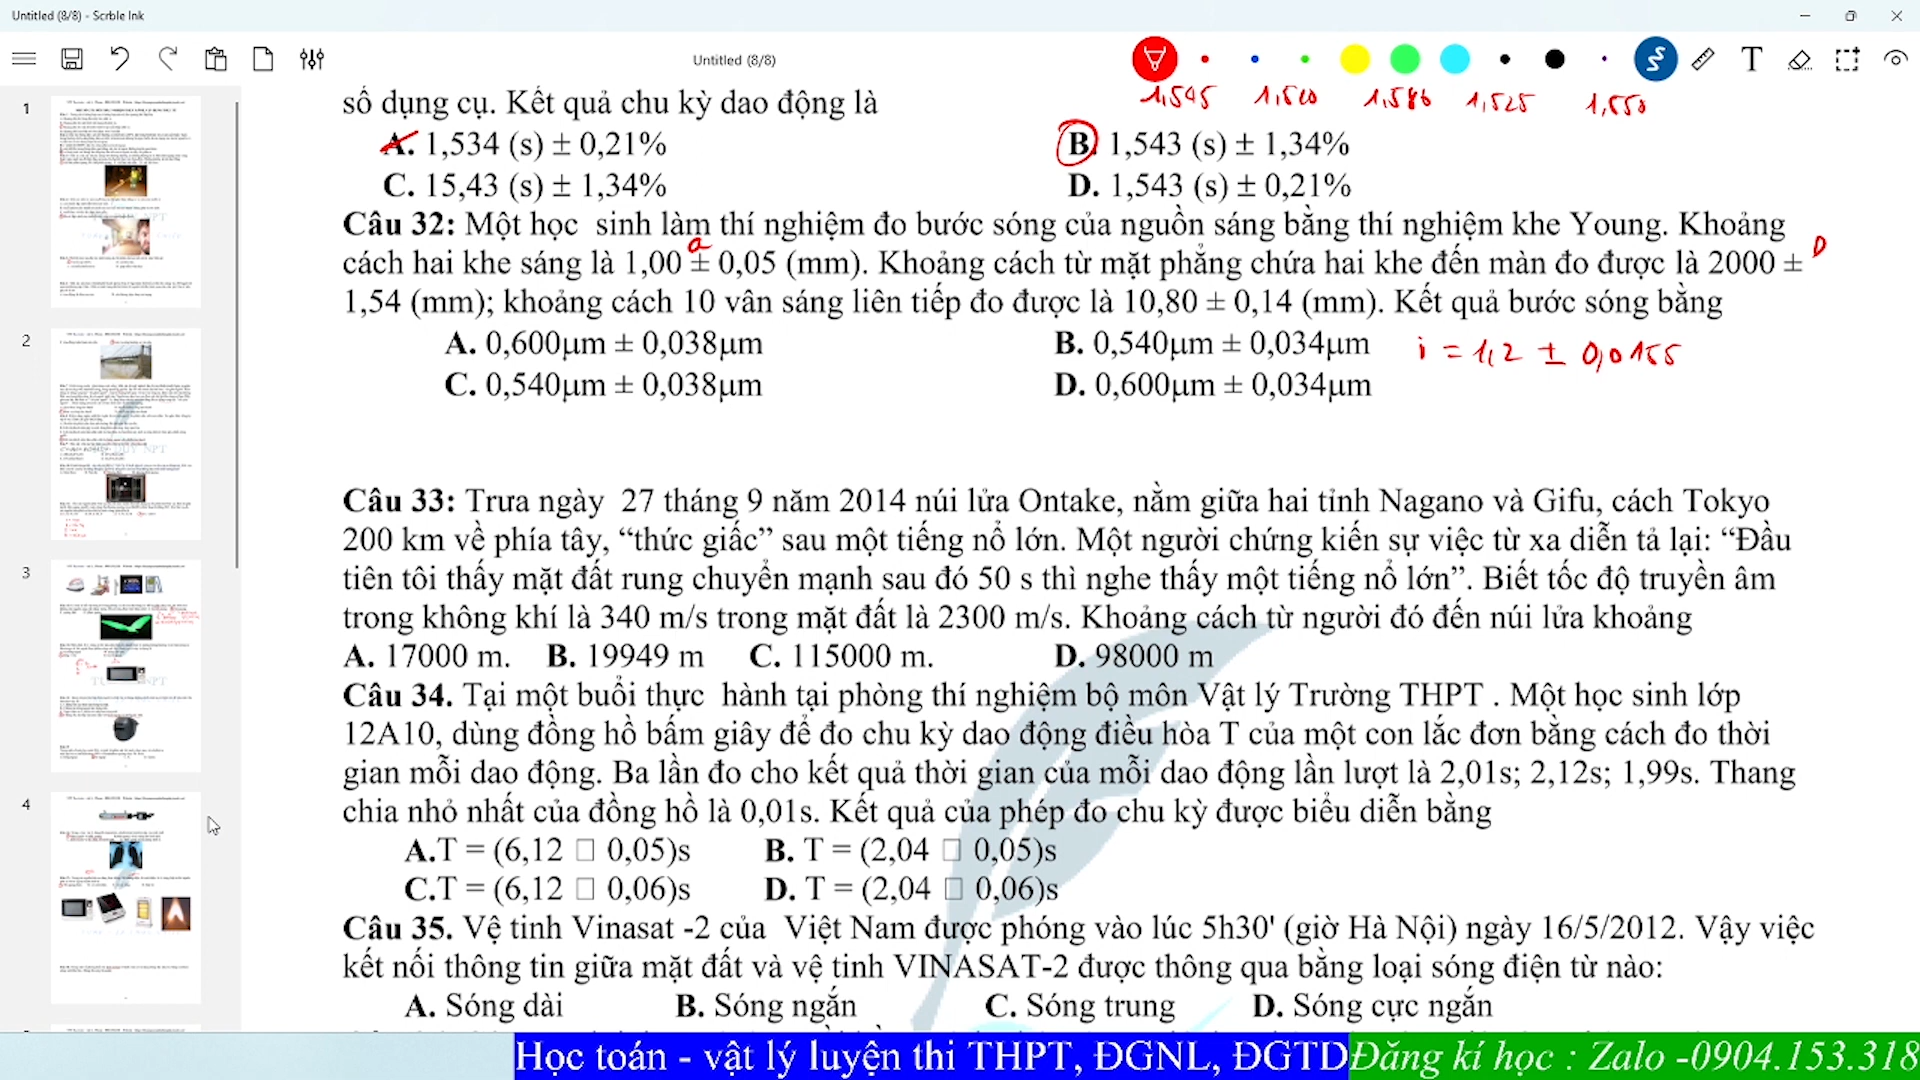 Untitled (8/8) - Scrble Ink
Untitled (8/8)
1,545 1,520 1,586 1,525 1,550
số dụng cụ. Kết quả chu kỳ dao động là
A. 1,534 (s) ± 0,21% B. 1,543 (s) ± 1,34%
C. 15,43 (s) ± 1,34% D. 1,543 (s) ± 0,21%
Câu 32: Một học sinh làm thí nghiệm đo bước sóng của nguồn sáng bằng thí nghiệm khe Young. Khoảng
a D
cách hai khe sáng là 1,00 ± 0,05 (mm). Khoảng cách từ mặt phẳng chứa hai khe đến màn đo được là 2000 ±
1,54 (mm); khoảng cách 10 vân sáng liên tiếp đo được là 10,80 ± 0,14 (mm). Kết quả bước sóng bằng
A. 0,600μm ± 0,038μm B. 0,540μm ± 0,034μm i = 1,2 ± 0,0155
C. 0,540μm ± 0,038μm D. 0,600μm ± 0,034μm
Câu 33: Trưa ngày 27 tháng 9 năm 2014 núi lửa Ontake, nằm giữa hai tỉnh Nagano và Gifu, cách Tokyo
200 km về phía tây, “thức giấc” sau một tiếng nổ lớn. Một người chứng kiến sự việc từ xa diễn tả lại: “Đầu
tiên tôi thấy mặt đất rung chuyển mạnh sau đó 50 s thì nghe thấy một tiếng nổ lớn”. Biết tốc độ truyền âm
trong không khí là 340 m/s trong mặt đất là 2300 m/s. Khoảng cách từ người đó đến núi lửa khoảng
A. 17000 m. B. 19949 m C. 115000 m. D. 98000 m
Câu 34. Tại một buổi thực hành tại phòng thí nghiệm bộ môn Vật lý Trường THPT . Một học sinh lớp
12A10, dùng đồng hồ bấm giây để đo chu kỳ dao động điều hòa T của một con lắc đơn bằng cách đo thời
gian mỗi dao động. Ba lần đo cho kết quả thời gian của mỗi dao động lần lượt là 2,01s; 2,12s; 1,99s. Thang
chia nhỏ nhất của đồng hồ là 0,01s. Kết quả của phép đo chu kỳ được biểu diễn bằng
A.T = (6,12 □ 0,05)s B. T = (2,04 □ 0,05)s
C.T = (6,12 □ 0,06)s D. T = (2,04 □ 0,06)s
Câu 35. Vệ tinh Vinasat -2 của Việt Nam được phóng vào lúc 5h30' (giờ Hà Nội) ngày 16/5/2012. Vậy việc
kết nối thông tin giữa mặt đất và vệ tinh VINASAT-2 được thông qua bằng loại sóng điện từ nào:
A. Sóng dài B. Sóng ngắn C. Sóng trung D. Sóng cực ngắn
1
2
3
4
Học toán - vật lý luyện thi THPT, ĐGNL, ĐGTD Đăng kí học : Zalo -0904.153.318